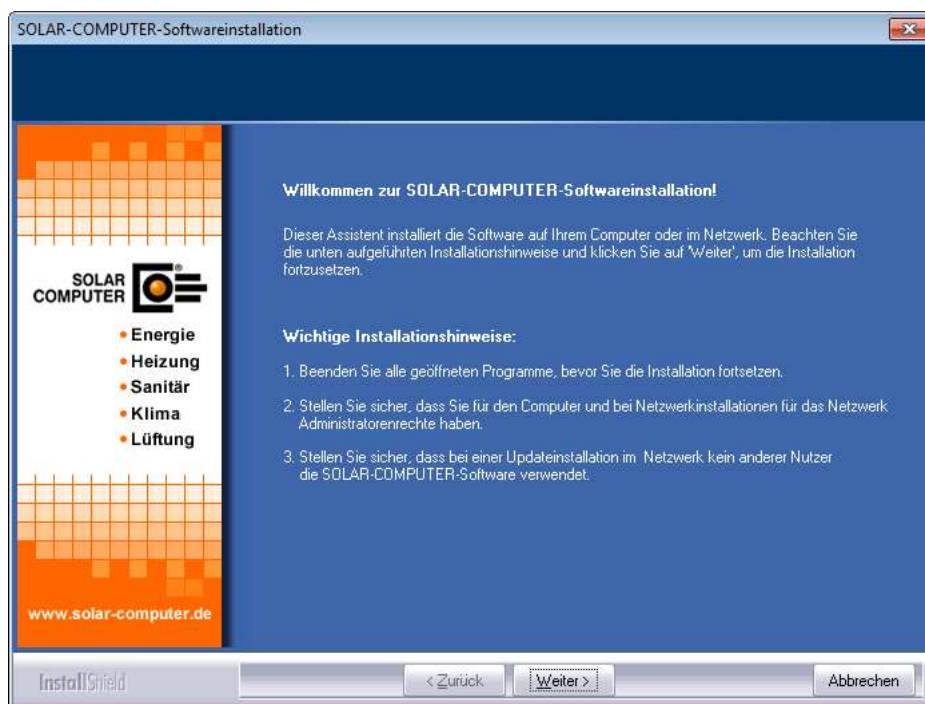 SOLAR-COMPUTER-Softwareinstallation
SOLAR
COMPUTER
®
• Energie
• Heizung
• Sanitär
• Klima
• Lüftung
www.solar-computer.de
Willkommen zur SOLAR-COMPUTER-Softwareinstallation!
Dieser Assistent installiert die Software auf Ihrem Computer oder im Netzwerk. Beachten Sie
die unten aufgeführten Installationshinweise und klicken Sie auf 'Weiter', um die Installation
fortzusetzen.
Wichtige Installationshinweise:
1. Beenden Sie alle geöffneten Programme, bevor Sie die Installation fortsetzen.
2. Stellen Sie sicher, dass Sie für den Computer und bei Netzwerkinstallationen für das Netzwerk
Administratorenrechte haben.
3. Stellen Sie sicher, dass bei einer Updateinstallation im Netzwerk kein anderer Nutzer
die SOLAR-COMPUTER-Software verwendet.
InstallShield
< Zurück
Weiter >
Abbrechen